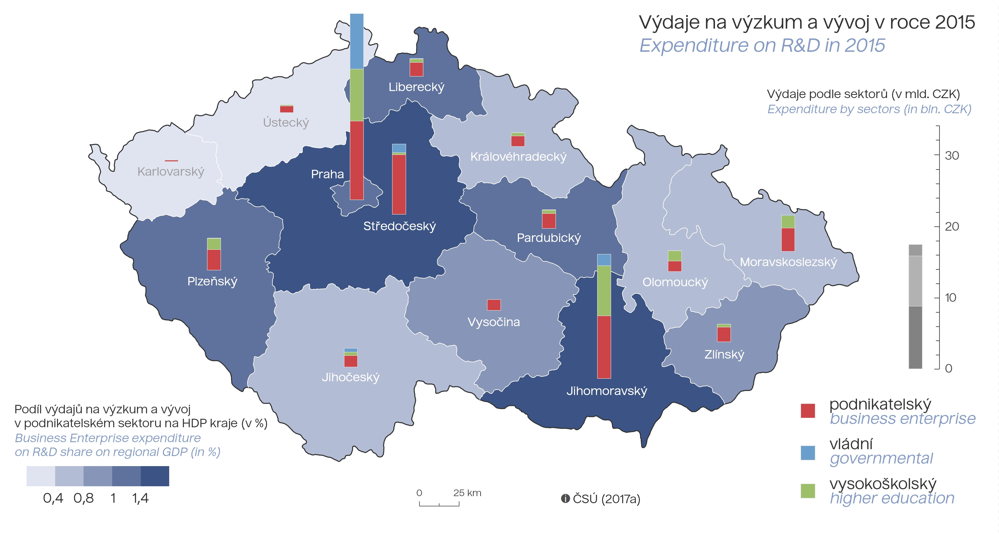 Výdaje na výzkum a vývoj v roce 2015
Expenditure on R&D in 2015
Výdaje podle sektorů (v mld. CZK)
Expenditure by sectors (in bln. CZK)
30
20
10
0
Liberecký
Ústecký
Královéhradecký
Karlovarský
Praha
Středočeský
Pardubický
Moravskoslezský
Plzeňský
Olomoucký
Vysočina
Zlínský
Jihočeský
Jihomoravský
Podíl výdajů na výzkum a vývoj
v podnikatelském sektoru na HDP kraje (v %)
Business Enterprise expenditure
on R&D share on regional GDP (in %)
0,4 0,8 1 1,4
0 25 km
i ČSÚ (2017a)
podnikatelský
business enterprise
vládní
governmental
vysokoškolský
higher education